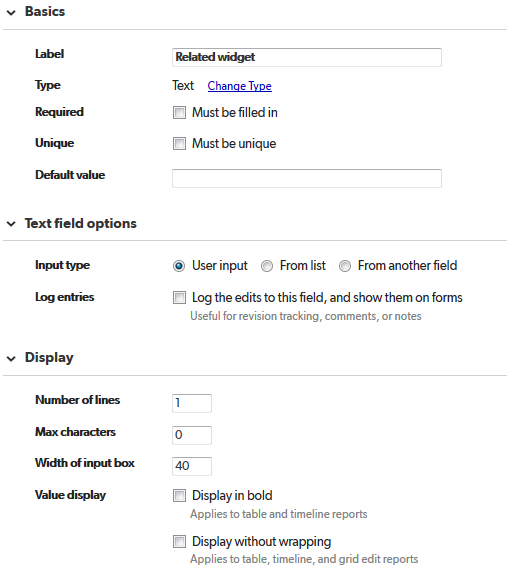 Basics
Label Related widget
Type Text Change Type
Required Must be filled in
Unique Must be unique
Default value
Text field options
Input type User input From list From another field
Log entries Log the edits to this field, and show them on forms
Useful for revision tracking, comments, or notes
Display
Number of lines 1
Max characters 0
Width of input box 40
Value display Display in bold
Applies to table and timeline reports
Display without wrapping
Applies to table, timeline, and grid edit reports